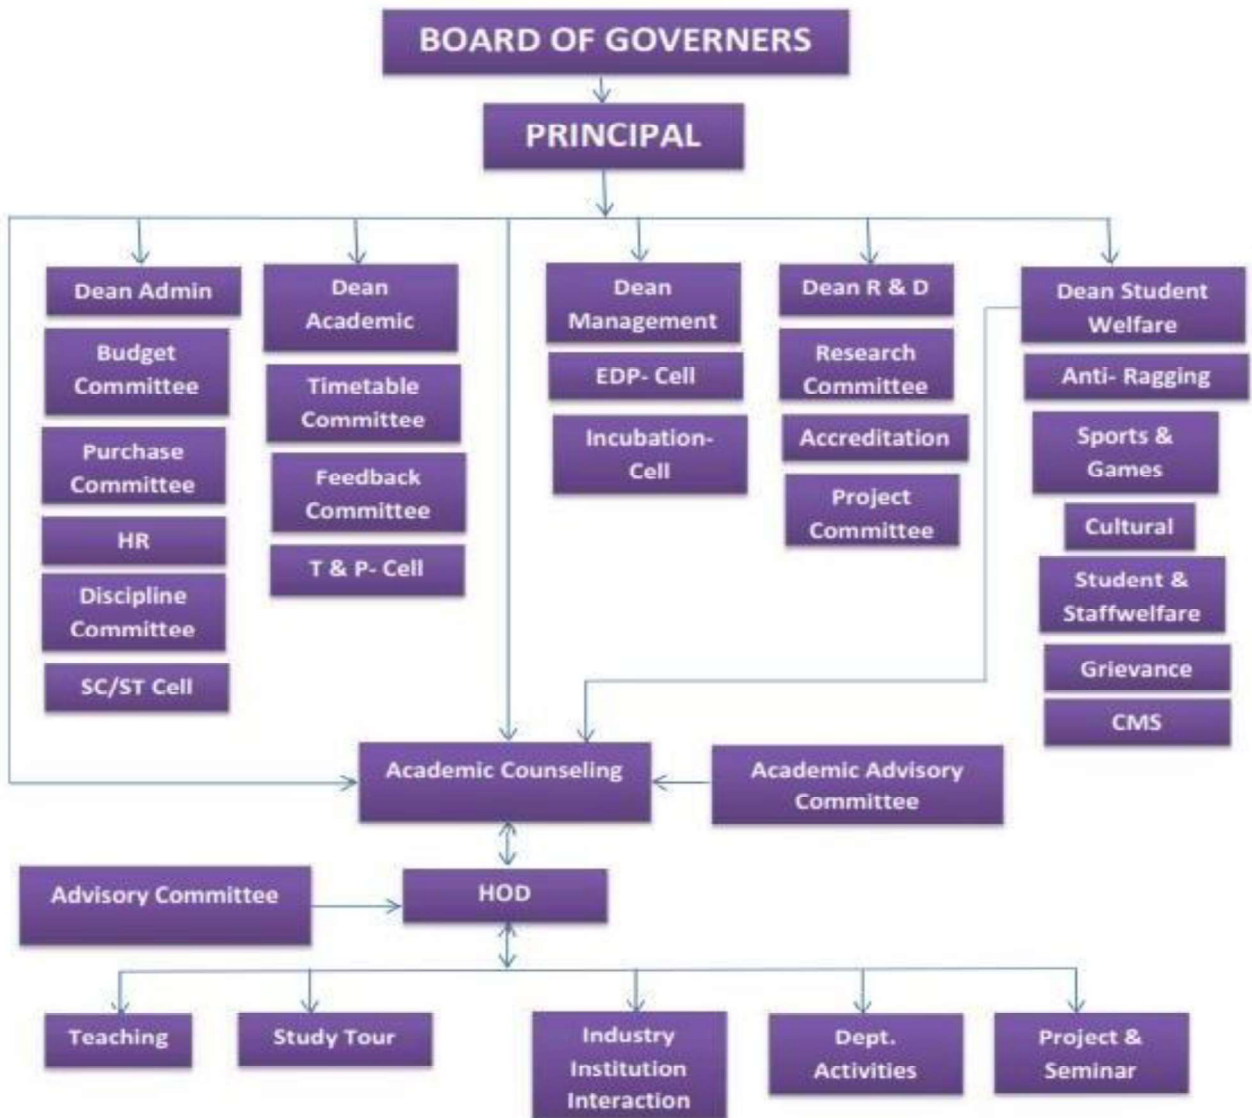 BOARD OF GOVERNERS
PRINCIPAL
Dean Admin
Budget
Committee
Purchase
Committee
HR
Discipline
Committee
SC/ST Cell
Dean
Academic
Timetable
Committee
Feedback
Committee
T & P- Cell
Dean
Management
EDP- Cell
Incubation-
Cell
Dean R & D
Research
Committee
Accreditation
Project
Committee
Dean Student
Welfare
Anti- Ragging
Sports &
Games
Cultural
Student &
Staffwelfare
Grievance
CMS
Academic Counseling
Academic Advisory
Committee
Advisory Committee
HOD
Teaching
Study Tour
Industry
Institution
Interaction
Dept.
Activities
Project &
Seminar